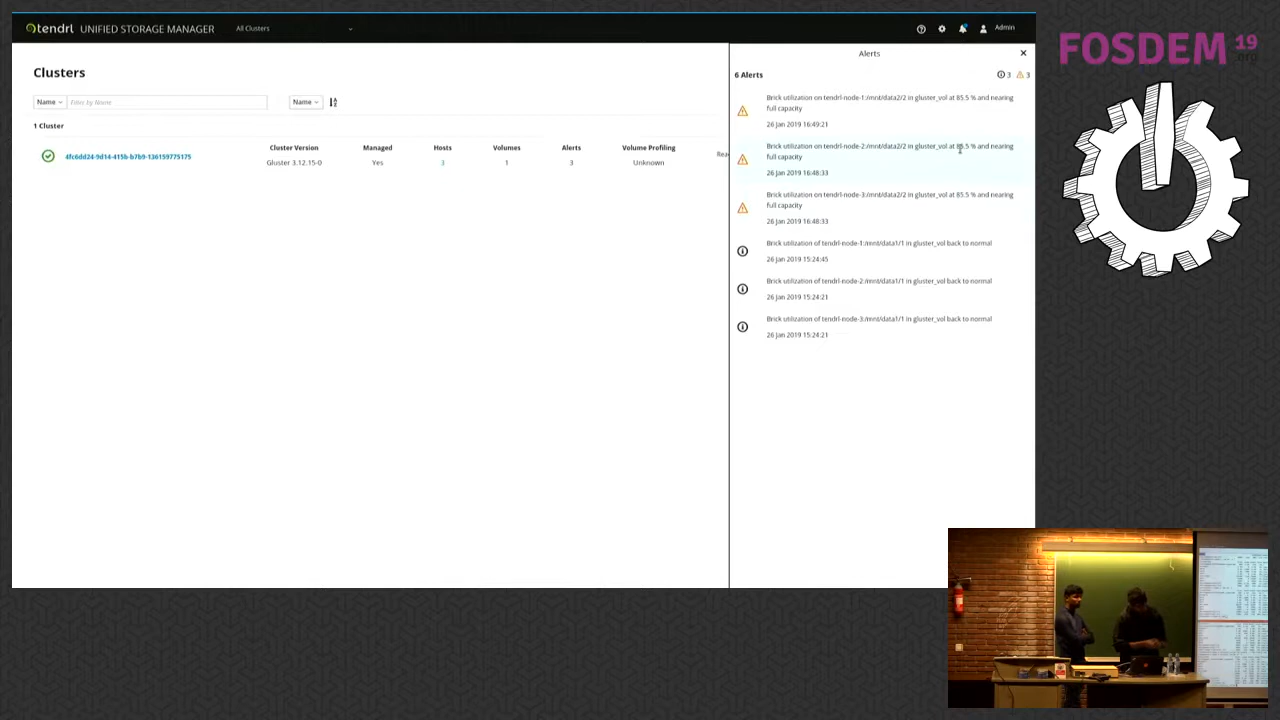 tendrl UNIFIED STORAGE MANAGER
All Clusters
Admin
FOSDEM 19
.org
Clusters
Name
Filter by Name
Name
1 Cluster
4fc6dd24-9d14-415b-b7b9-136159775175
Cluster Version
Gluster 3.12.15-0
Managed
Yes
Hosts
3
Volumes
1
Alerts
3
Volume Profiling
Unknown
Alerts
6 Alerts
3 3
Brick utilization on tendrl-node-1:/mnt/data2/2 in gluster_vol at 85.5 % and nearing
full capacity
26 Jan 2019 16:49:21
Brick utilization on tendrl-node-2:/mnt/data2/2 in gluster_vol at 85.5 % and nearing
full capacity
26 Jan 2019 16:48:33
Brick utilization on tendrl-node-3:/mnt/data2/2 in gluster_vol at 85.5 % and nearing
full capacity
26 Jan 2019 16:48:33
Brick utilization of tendrl-node-1:/mnt/data1/1 in gluster_vol back to normal
26 Jan 2019 15:24:45
Brick utilization of tendrl-node-2:/mnt/data1/1 in gluster_vol back to normal
26 Jan 2019 15:24:21
Brick utilization of tendrl-node-3:/mnt/data1/1 in gluster_vol back to normal
26 Jan 2019 15:24:21